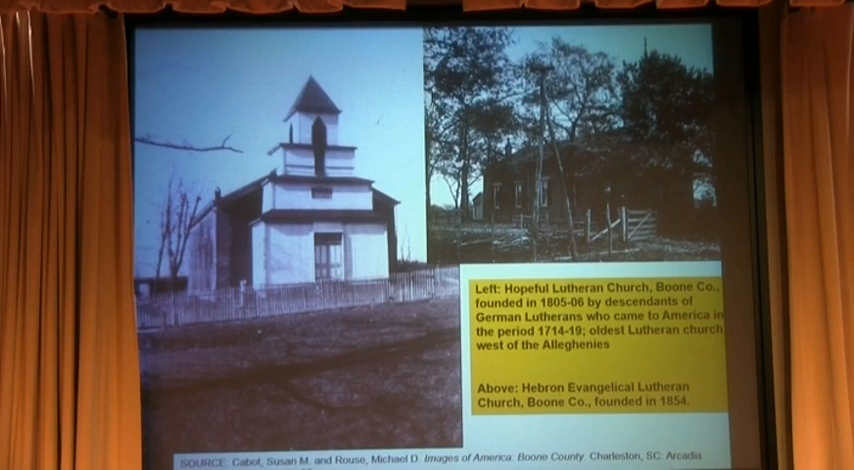 Left: Hopeful Lutheran Church, Boone Co.,
founded in 1805-06 by descendants of
German Lutherans who came to America in
the period 1714-19; oldest Lutheran church
west of the Alleghenies
Above: Hebron Evangelical Lutheran
Church, Boone Co., founded in 1854.
SOURCE: Cabot, Susan M. and Rouse, Michael D. Images of America: Boone County. Charleston, SC: Arcadia